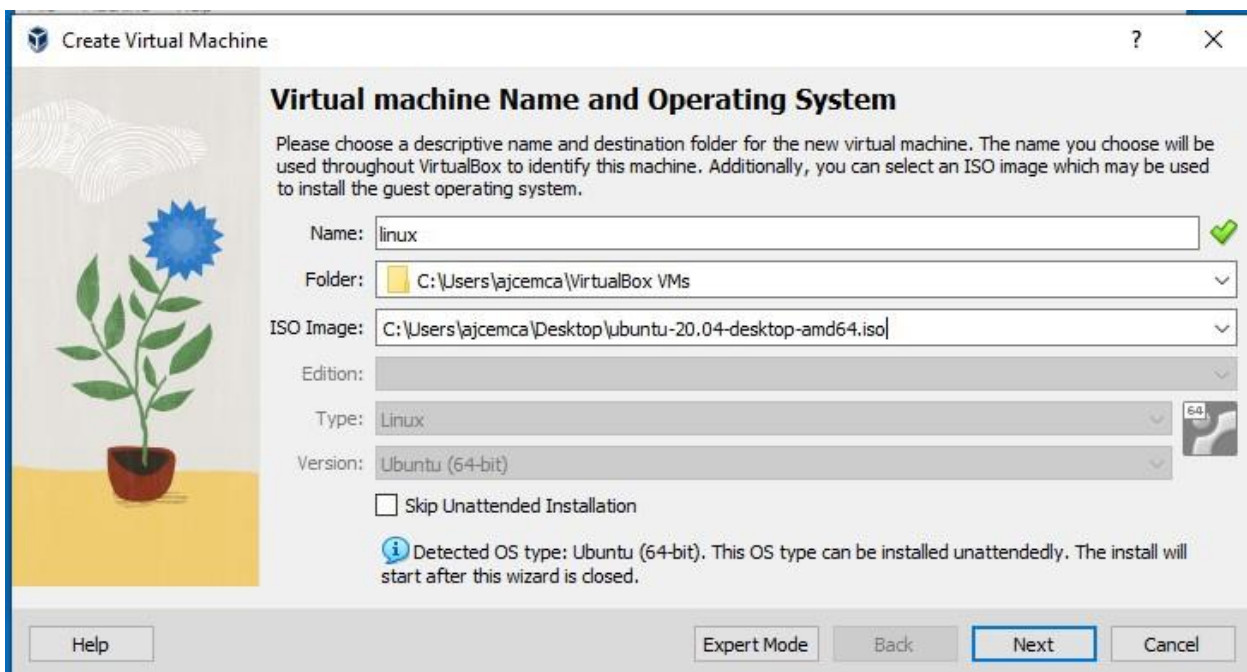 Create Virtual Machine
?
Virtual machine Name and Operating System
Please choose a descriptive name and destination folder for the new virtual machine. The name you choose will be
used throughout VirtualBox to identify this machine. Additionally, you can select an ISO image which may be used
to install the guest operating system.
Name: linux
Folder: C:\Users\ajcemca\VirtualBox VMs
ISO Image: C:\Users\ajcemca\Desktop\ubuntu-20.04-desktop-amd64.iso
Edition:
Type: Linux
64
Version: Ubuntu (64-bit)
Skip Unattended Installation
Detected OS type: Ubuntu (64-bit). This OS type can be installed unattendedly. The install will
start after this wizard is closed.
Help Expert Mode Back Next Cancel